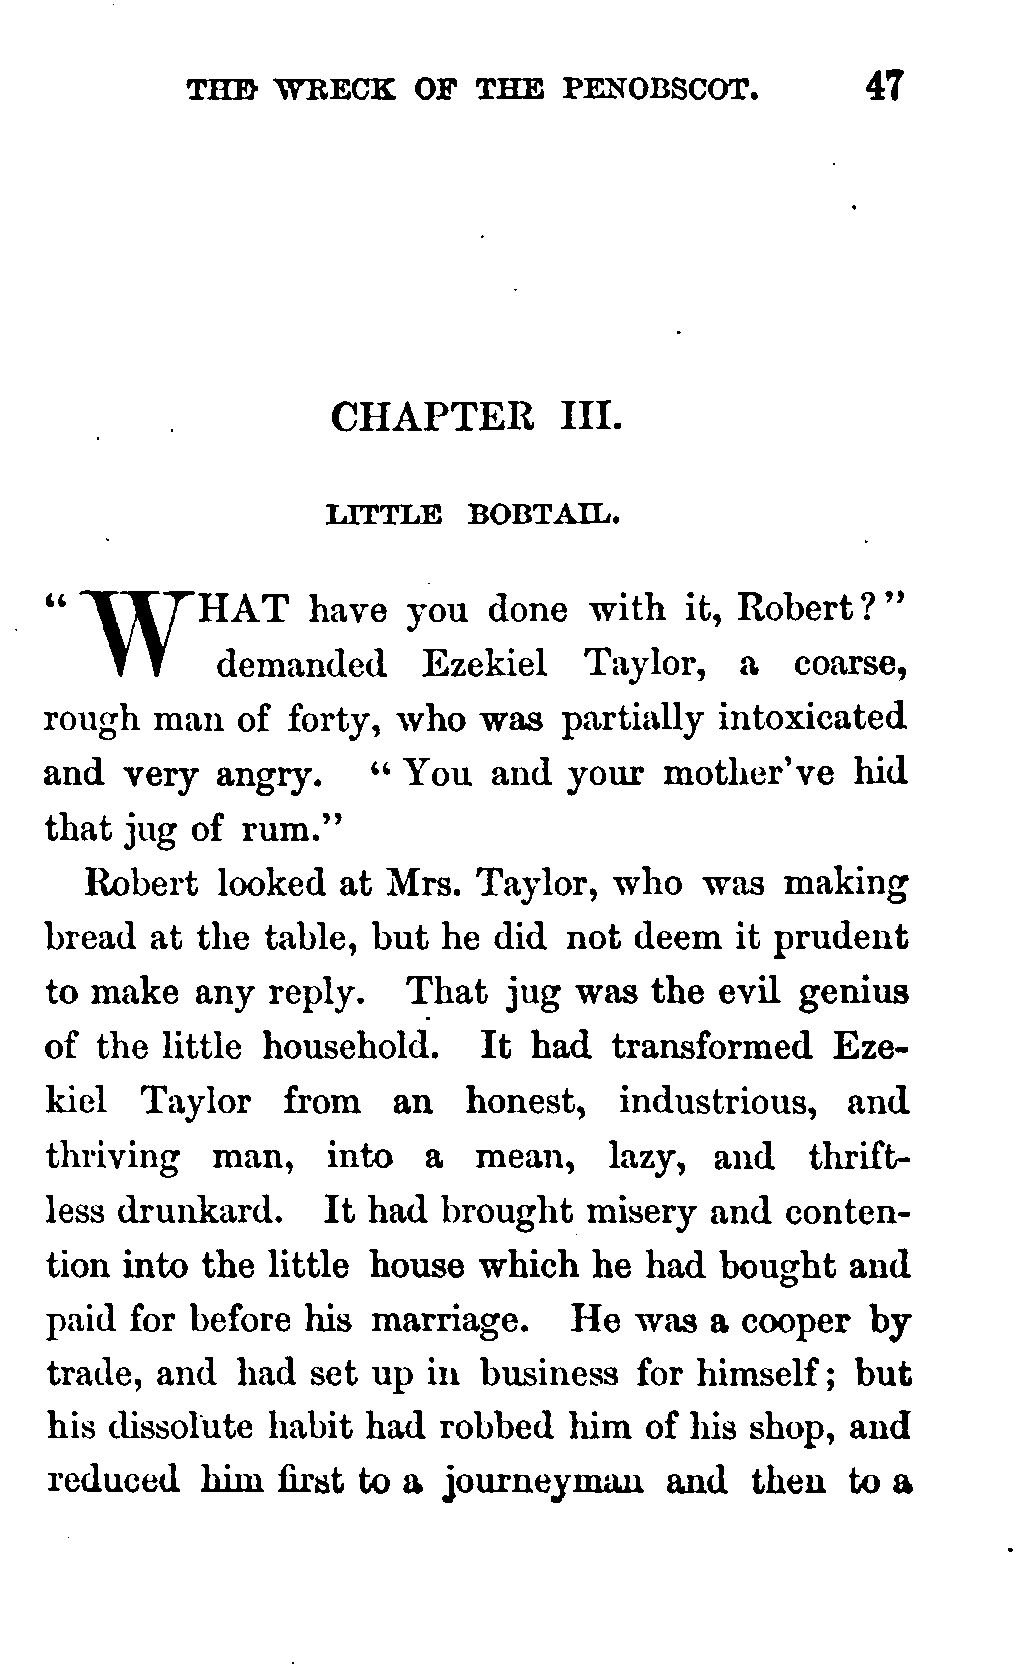 THE WRECK OF THE PENOBSCOT. 47
CHAPTER III.
LITTLE BOBTAIL.
“WHAT have you done with it, Robert?”
demanded Ezekiel Taylor, a coarse,
rough man of forty, who was partially intoxicated
and very angry. “You and your mother've hid
that jug of rum.”
Robert looked at Mrs. Taylor, who was making
bread at the table, but he did not deem it prudent
to make any reply. That jug was the evil genius
of the little household. It had transformed Eze-
kiel Taylor from an honest, industrious, and
thriving man, into a mean, lazy, and thrift-
less drunkard. It had brought misery and conten-
tion into the little house which he had bought and
paid for before his marriage. He was a cooper by
trade, and had set up in business for himself; but
his dissolute habit had robbed him of his shop, and
reduced him first to a journeyman and then to a